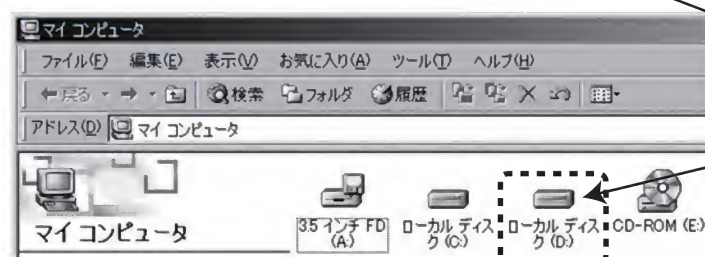 マイ コンピュータ
ファイル(F) 編集(E) 表示(V) お気に入り(A) ツール(T) ヘルプ(H)
戻る 検索 フォルダ 履歴
アドレス(D) マイ コンピュータ
マイ コンピュータ
3.5 インチ FD
(A:)
ローカル ディス
ク (C:)
ローカル ディス
ク (D:)
CD-ROM (E:)